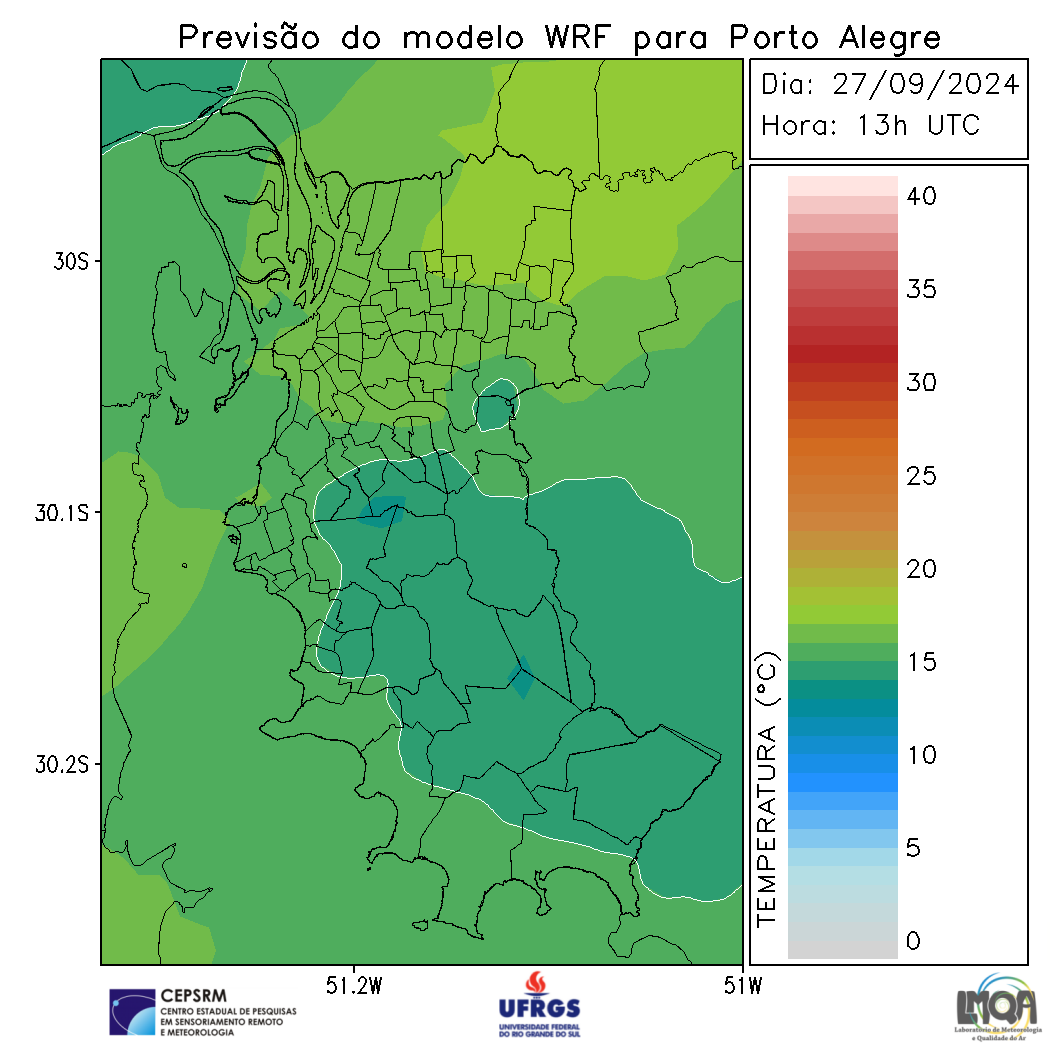 Previsão do modelo WRF para Porto Alegre
Dia: 27/09/2024
Hora: 13h UTC
40
35
30
25
20
15
10
5
0
TEMPERATURA (°C)
30S
30.1S
30.2S
51.2W
51W
CEPSRM
CENTRO ESTADUAL DE PESQUISAS
EM SENSORIAMENTO REMOTO
E METEOROLOGIA
UFRGS
UNIVERSIDADE FEDERAL
DO RIO GRANDE DO SUL
LMQA
Laboratório de Meteorologia
e Qualidade do Ar